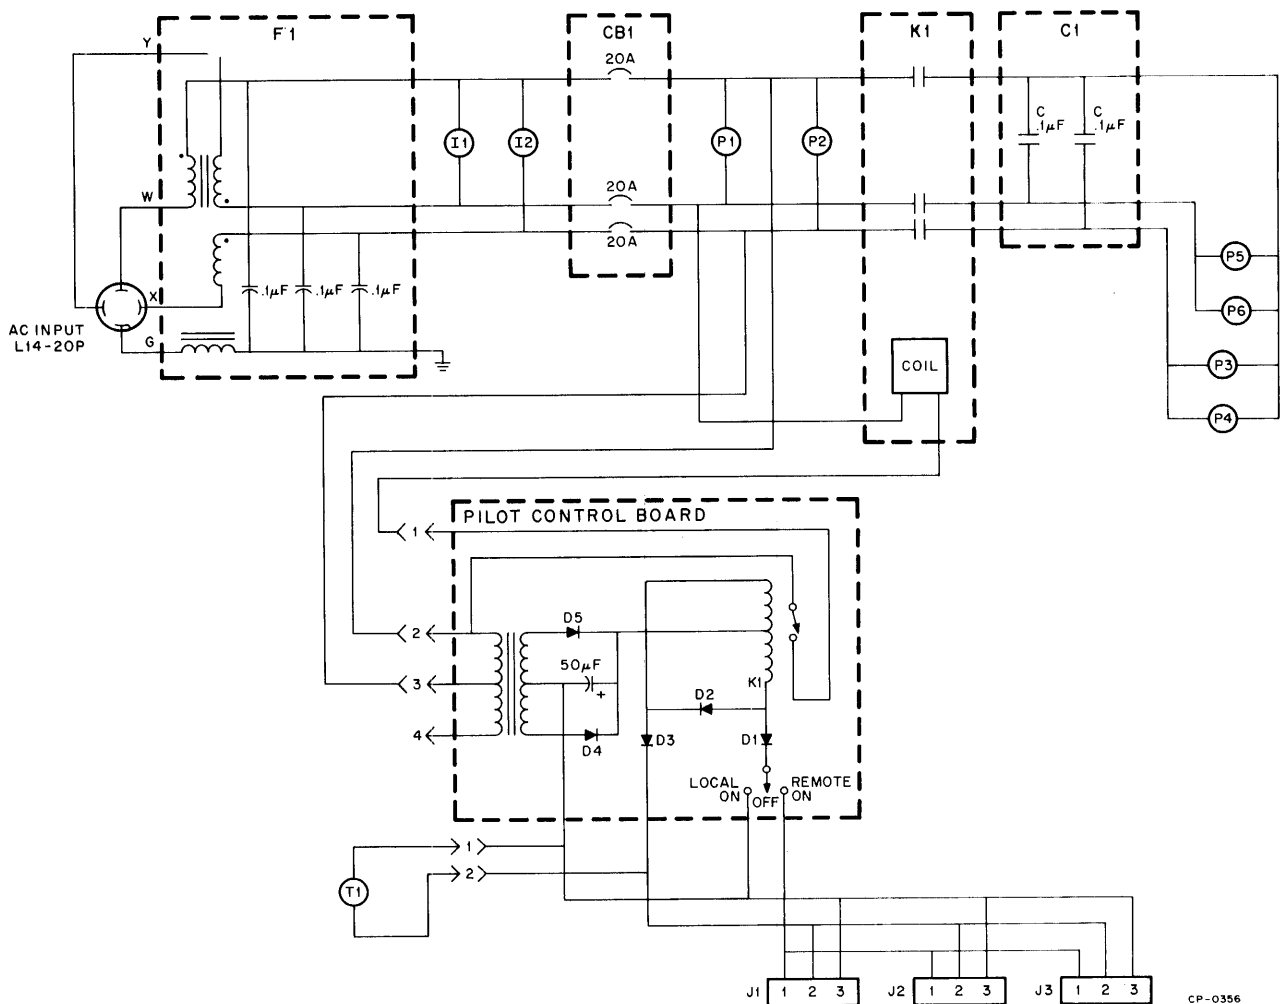 F1
CB1
K1
C1
Y
20A
C
.1µF
C
.1µF
I1
I2
P1
P2
W
20A
20A
X
.1µF
.1µF
.1µF
P5
P6
P3
P4
AC INPUT
L14-20P
G
COIL
PILOT CONTROL BOARD
1
2
3
4
D5
50µF
+
D4
K1
D2
D3
D1
LOCAL
ON
OFF
REMOTE
ON
T1
1
2
J1 1 2 3
J2 1 2 3
J3 1 2 3
CP-0356